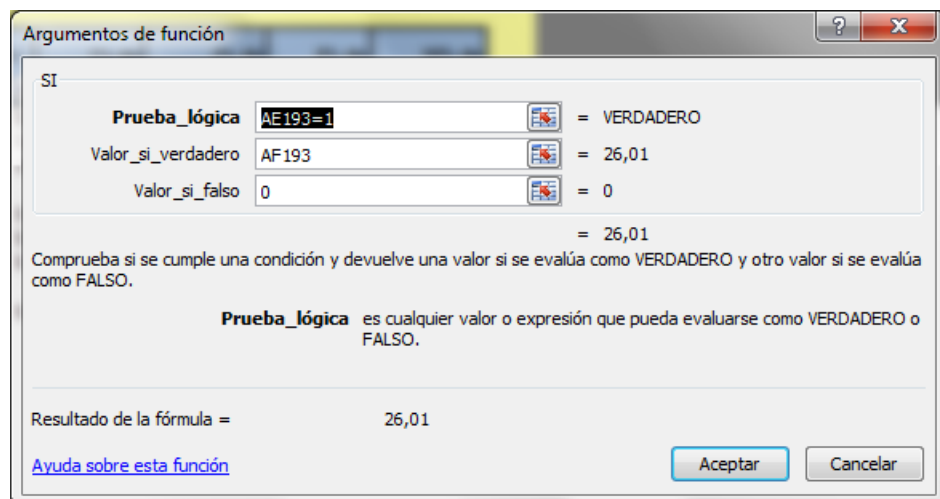 Argumentos de función
SI
Prueba_lógica AE193=1 = VERDADERO
Valor_si_verdadero AF193 = 26,01
Valor_si_falso 0 = 0
= 26,01
Comprueba si se cumple una condición y devuelve una valor si se evalúa como VERDADERO y otro valor si se evalúa
como FALSO.
Prueba_lógica es cualquier valor o expresión que pueda evaluarse como VERDADERO o
FALSO.
Resultado de la fórmula = 26,01
Ayuda sobre esta función
Aceptar Cancelar